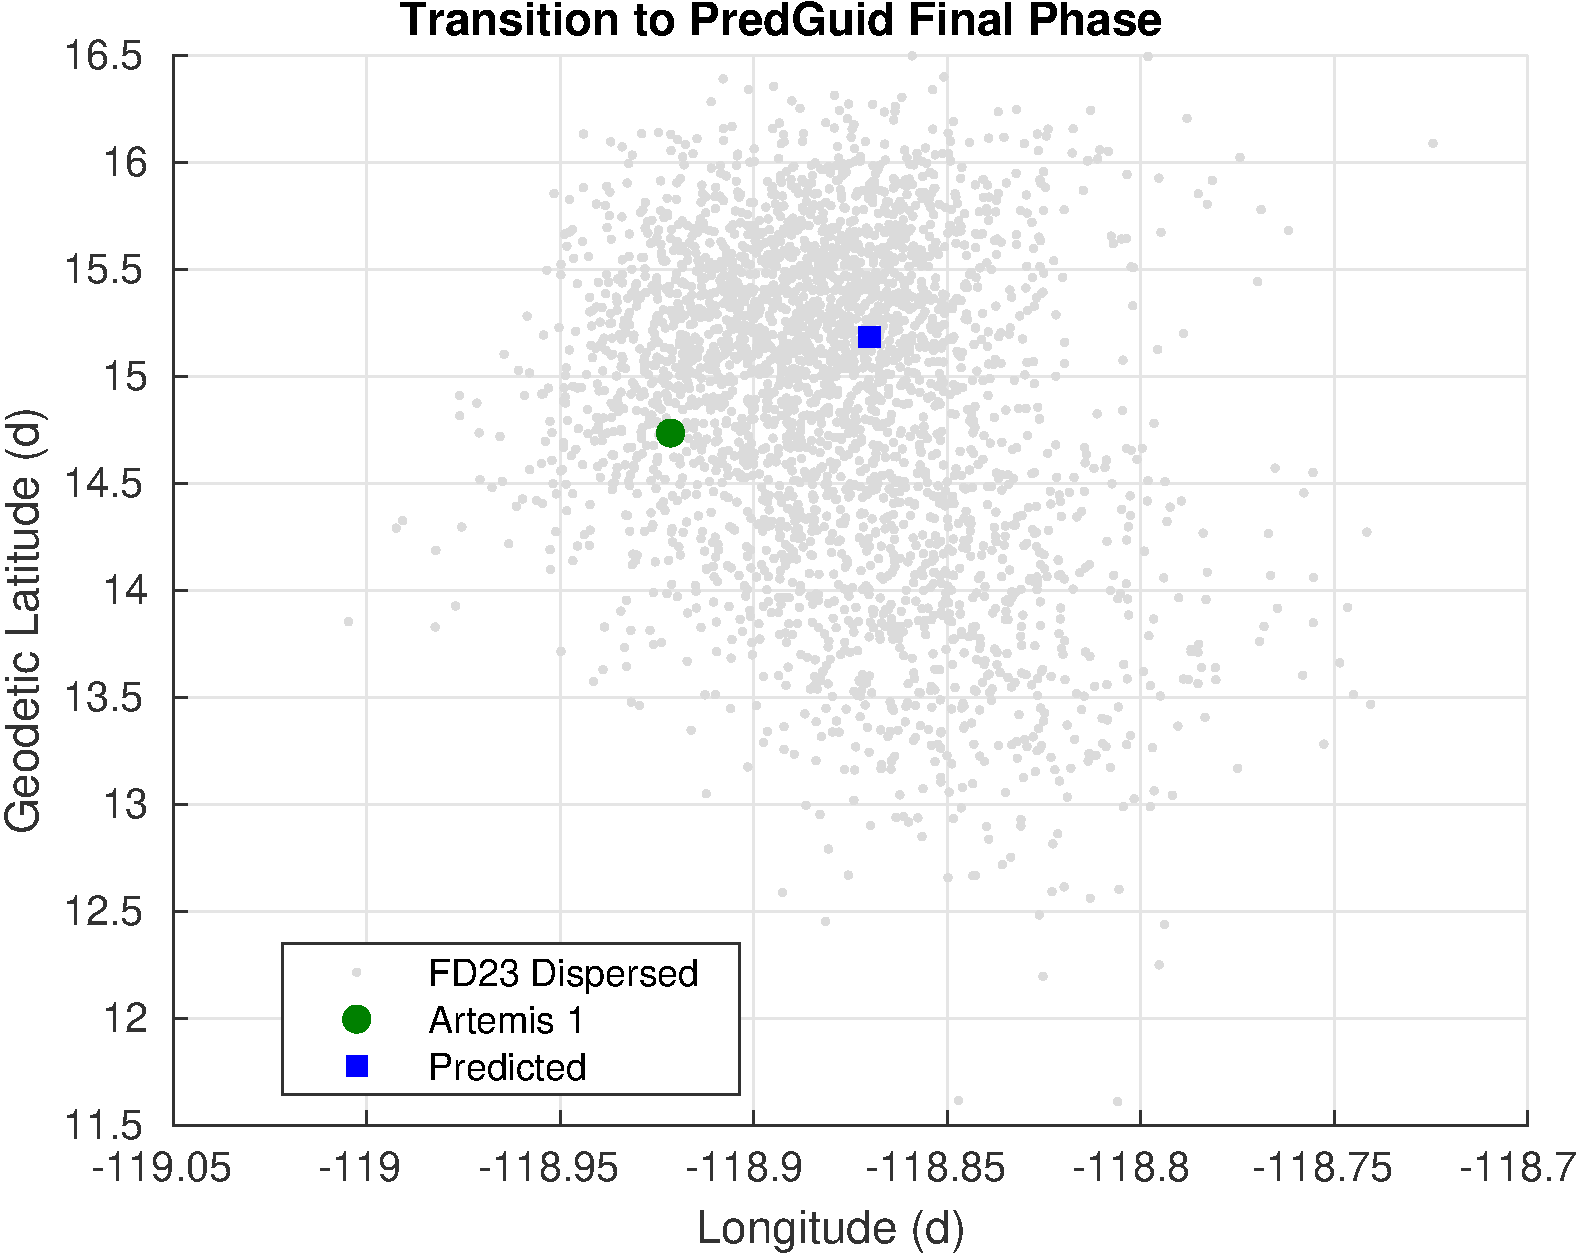 Transition to PredGuid Final Phase
16.5
16
15.5
15
14.5
14
13.5
13
12.5
12
11.5
Geodetic Latitude (d)
FD23 Dispersed
Artemis 1
Predicted
-119.05 -119 -118.95 -118.9 -118.85 -118.8 -118.75 -118.7
Longitude (d)